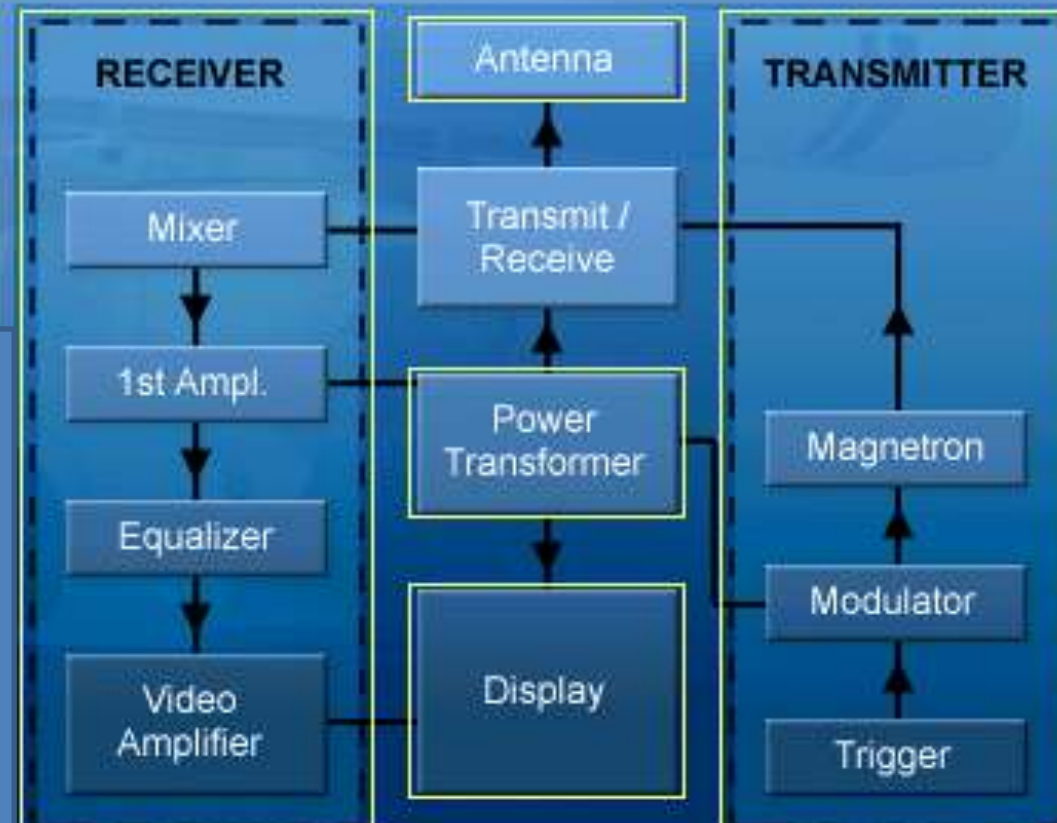 RECEIVER
Mixer
1st Ampl.
Equalizer
Video
Amplifier
Antenna
Transmit /
Receive
Power
Transformer
Display
TRANSMITTER
Magnetron
Modulator
Trigger